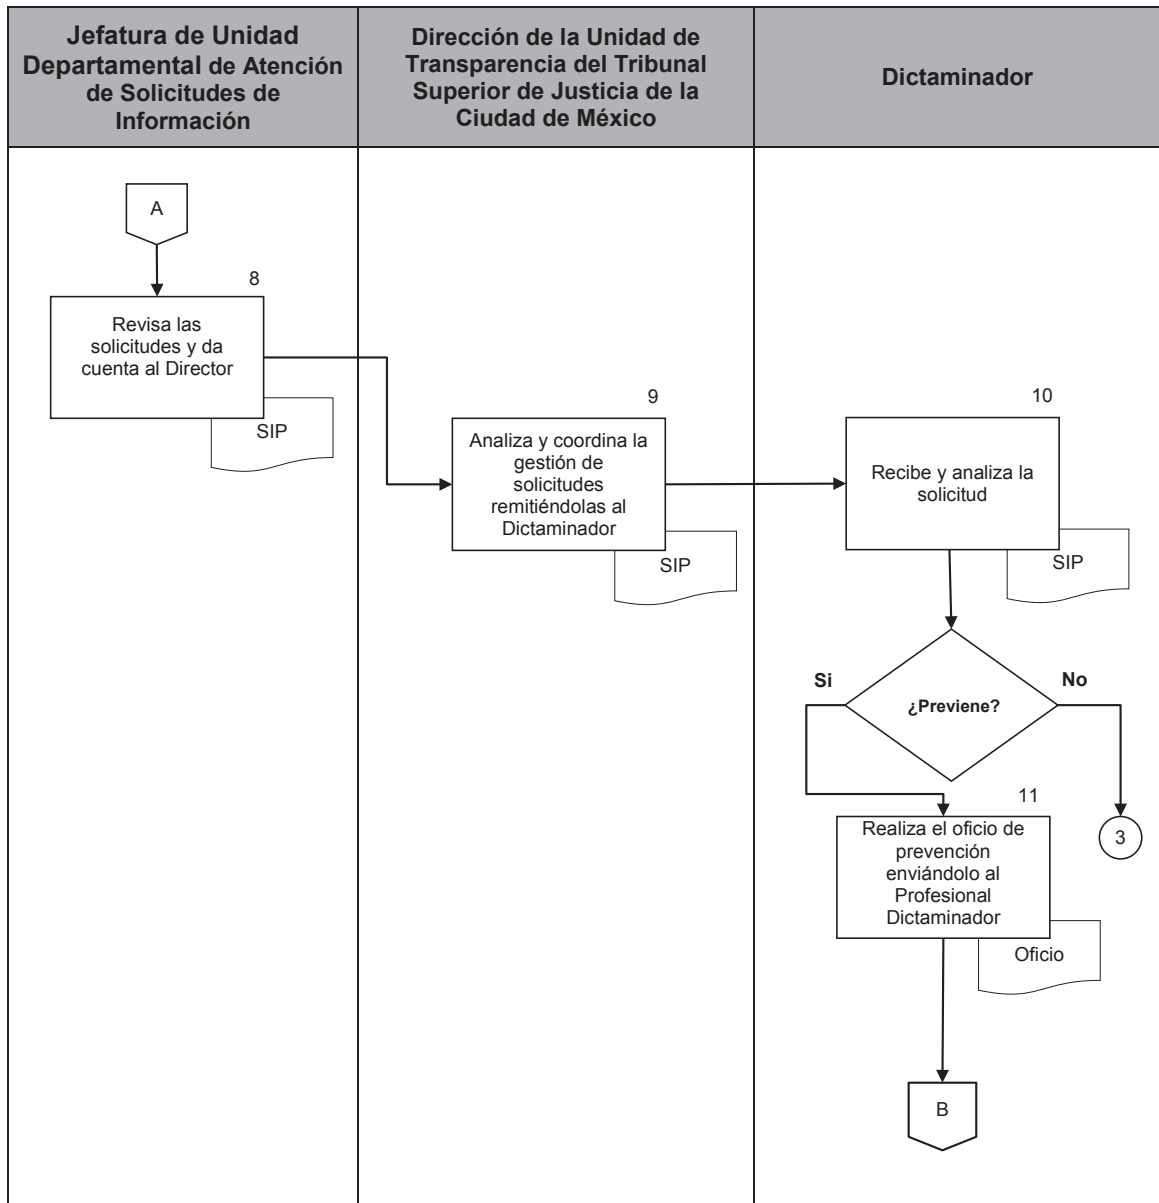 Jefatura de Unidad
Departamental de Atención
de Solicitudes de
Información
Dirección de la Unidad de
Transparencia del Tribunal
Superior de Justicia de la
Ciudad de México
Dictaminador
A
8
Revisa las
solicitudes y da
cuenta al Director
SIP
9
Analiza y coordina la
gestión de
solicitudes
remitiéndolas al
Dictaminador
SIP
10
Recibe y analiza la
solicitud
SIP
Si
¿Previene?
No
11
Realiza el oficio de
prevención
enviándolo al
Profesional
Dictaminador
3
Oficio
B